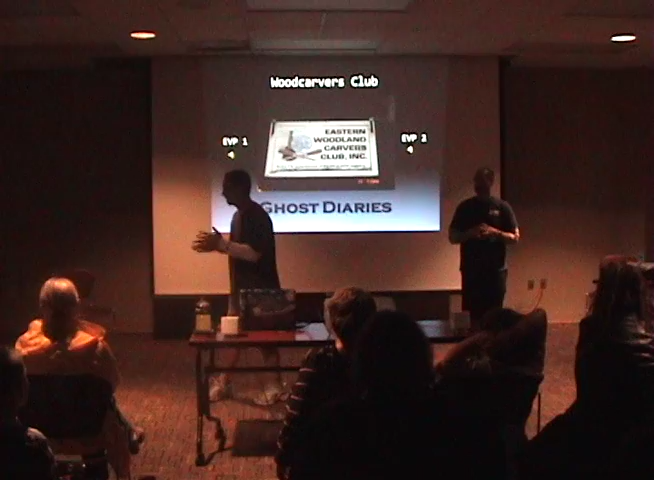 Woodcarvers Club
EVP 1
EVP 2
EASTERN
WOODLAND
CARVERS
CLUB, INC.
GHOST DIARIES